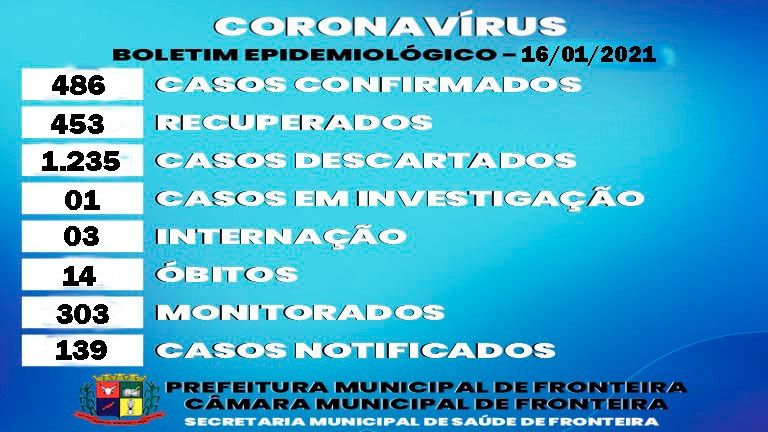 CORONAVÍRUS
BOLETIM EPIDEMIOLÓGICO – 16/01/2021
486 CASOS CONFIRMADOS
453 RECUPERADOS
1.235 CASOS DESCARTADOS
01 CASOS EM INVESTIGAÇÃO
03 INTERNAÇÃO
14 ÓBITOS
303 MONITORADOS
139 CASOS NOTIFICADOS
PREFEITURA MUNICIPAL DE FRONTEIRA
CÂMARA MUNICIPAL DE FRONTEIRA
SECRETARIA MUNICIPAL DE SAÚDE DE FRONTEIRA